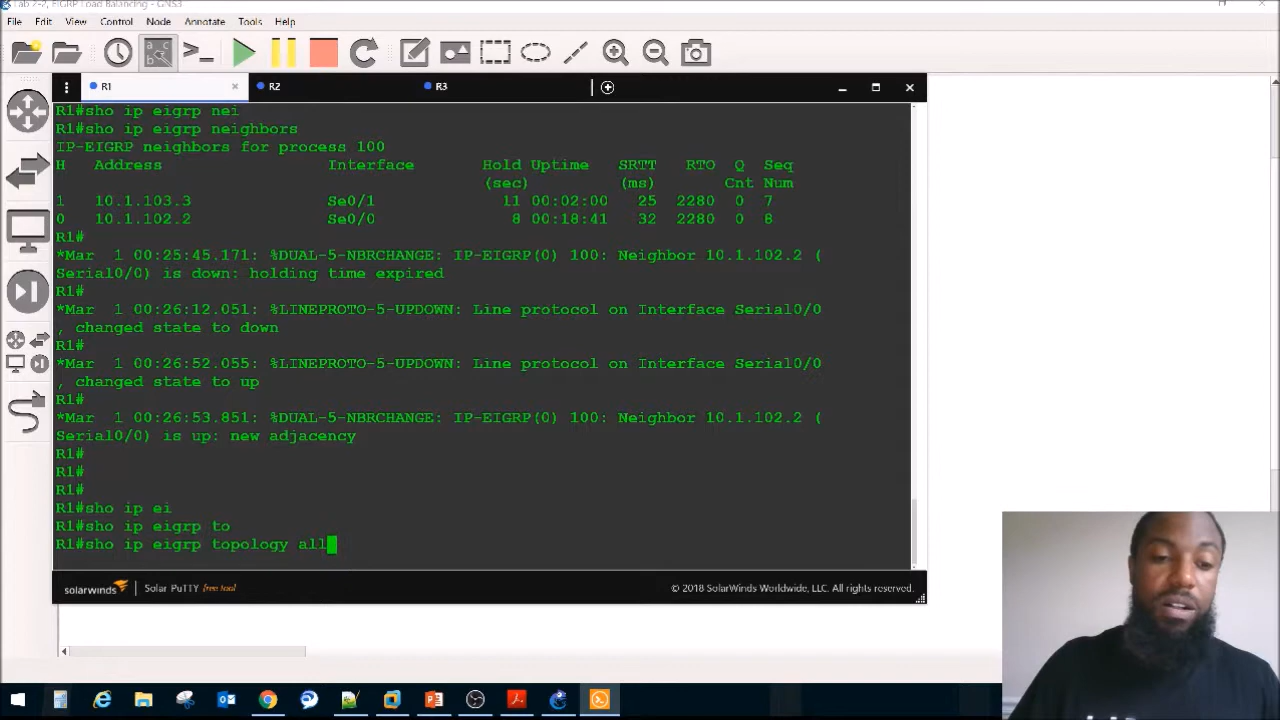 Lab 2-2, EIGRP Load Balancing - GNS3
File Edit View Control Node Annotate Tools Help
R1 × R2 R3
R1#sho ip eigrp nei
R1#sho ip eigrp neighbors
IP-EIGRP neighbors for process 100
H Address Interface Hold Uptime SRTT RTO Q Seq
(sec) (ms) Cnt Num
1 10.1.103.3 Se0/1 11 00:02:00 25 2280 0 7
0 10.1.102.2 Se0/0 8 00:18:41 32 2280 0 8
R1#
*Mar 1 00:25:45.171: %DUAL-5-NBRCHANGE: IP-EIGRP(0) 100: Neighbor 10.1.102.2 (
Serial0/0) is down: holding time expired
R1#
*Mar 1 00:26:12.051: %LINEPROTO-5-UPDOWN: Line protocol on Interface Serial0/0
, changed state to down
R1#
*Mar 1 00:26:52.055: %LINEPROTO-5-UPDOWN: Line protocol on Interface Serial0/0
, changed state to up
R1#
*Mar 1 00:26:53.851: %DUAL-5-NBRCHANGE: IP-EIGRP(0) 100: Neighbor 10.1.102.2 (
Serial0/0) is up: new adjacency
R1#
R1#
R1#
R1#sho ip ei
R1#sho ip eigrp to
R1#sho ip eigrp topology all
solarwinds Solar PuTTY free tool © 2018 SolarWinds Worldwide, LLC. All rights reserved.